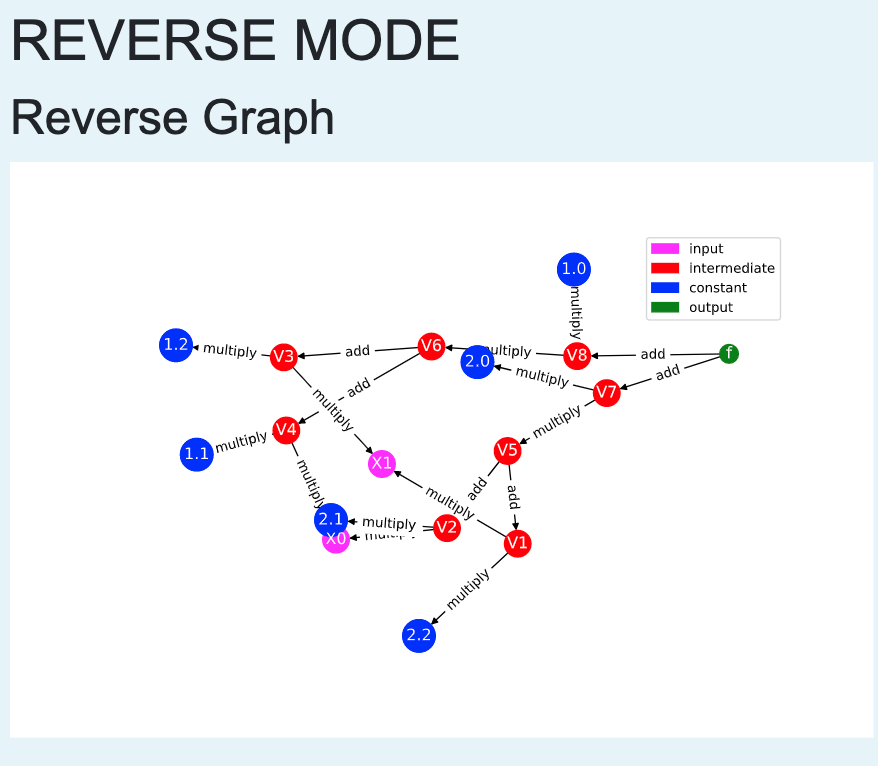 REVERSE MODE
Reverse Graph
input
intermediate
constant
output
1.0
multiply
1.2
multiply
V3
add
V6
multiply
2.0
V8
add
f
multiply
V7
add
add
multiply
V4
1.1
multiply
multiply
X1
V5
multiply
multiply
add
add
2.1
multiply
V2
X0
multiply
V1
multiply
2.2